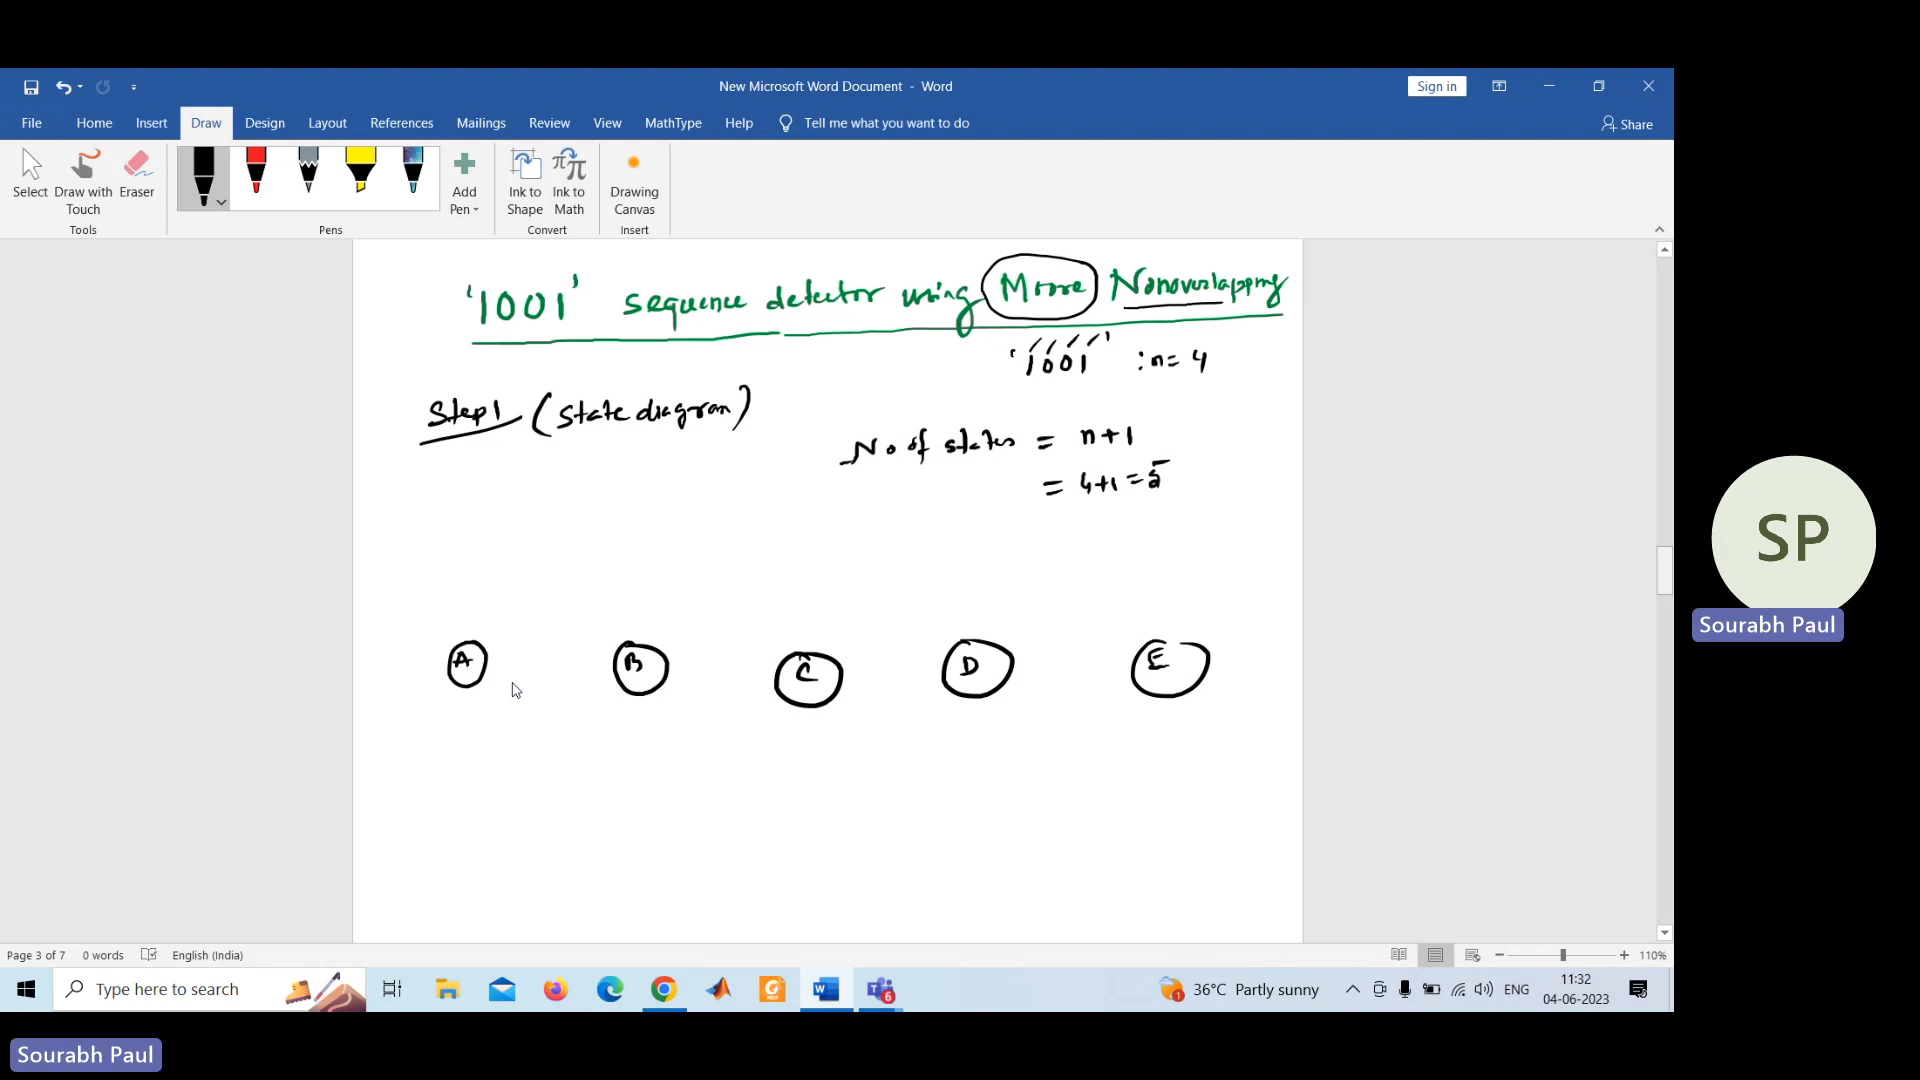 New Microsoft Word Document - Word
Sign in
File Home Insert Draw Design Layout References Mailings Review View MathType Help Tell me what you want to do
Share
Select Draw with Touch Eraser
Add Pen
Ink to Shape Ink to Math
Drawing Canvas
Tools Pens Convert Insert
'1001' sequence detector using Moore Nonoverlapping
'1001' : n = 4
Step1 (State diagram)
No of states = n+1
= 4+1 = 5
A B C D E
SP
Sourabh Paul
Page 3 of 7 0 words English (India) 110%
Type here to search
6
1
36°C Partly sunny
ENG
11:32
04-06-2023
Sourabh Paul